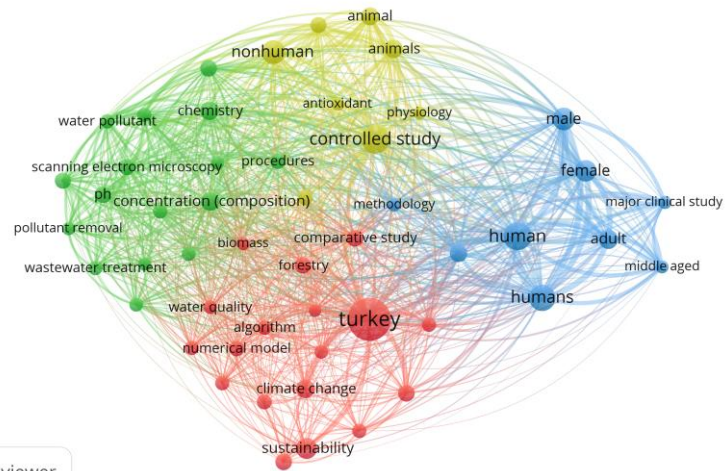 animal
nonhuman
animals
antioxidant
chemistry
physiology
water pollutant
male
controlled study
scanning electron microscopy
procedures
female
ph
concentration (composition)
methodology
major clinical study
pollutant removal
biomass
comparative study
human
adult
wastewater treatment
forestry
middle aged
humans
water quality
turkey
algorithm
numerical model
climate change
sustainability
viewer